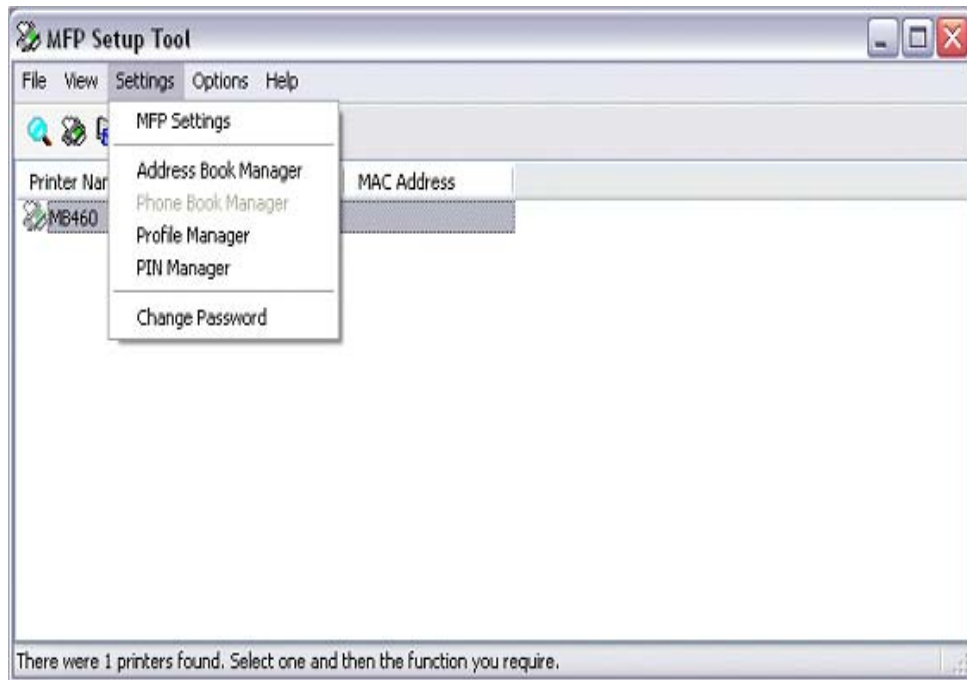 MFP Setup Tool
File View Settings Options Help
MFP Settings
Address Book Manager
Phone Book Manager
Profile Manager
PIN Manager
Change Password
Printer Nar MAC Address
MB460
There were 1 printers found. Select one and then the function you require.